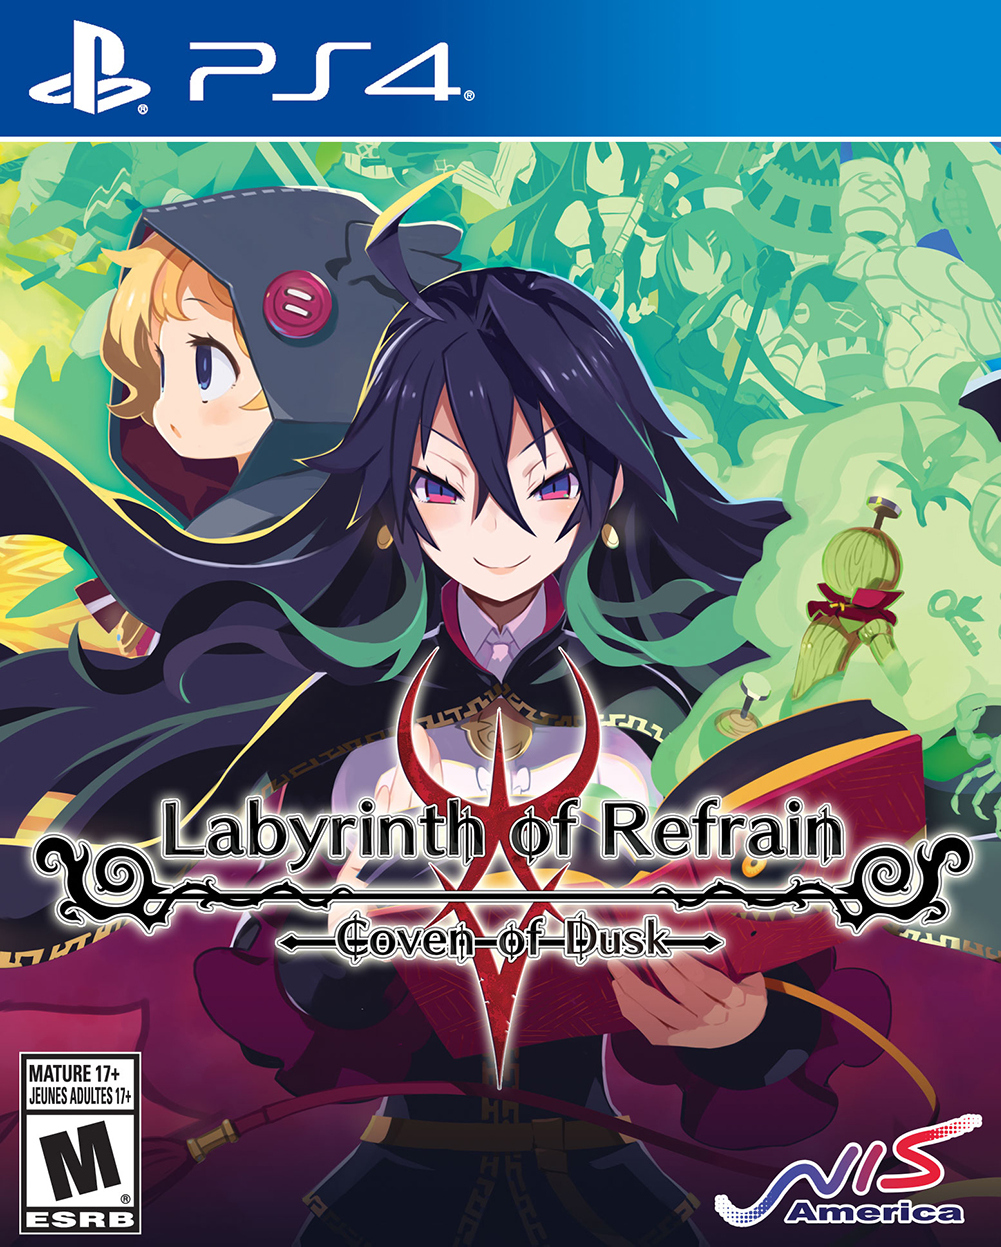 PS4®
Labyrinth of Refrain
Coven of Dusk
MATURE 17+
JEUNES ADULTES 17+
M®
ESRB
NIS
America